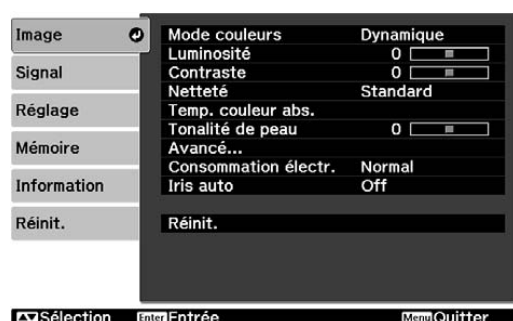 Image
Signal
Réglage
Mémoire
Information
Réinit.
Mode couleurs Dynamique
Luminosité 0
Contraste 0
Netteté Standard
Temp. couleur abs.
Tonalité de peau 0
Avancé...
Consommation électr. Normal
Iris auto Off
Réinit.
Sélection Enter Entrée Menu Quitter